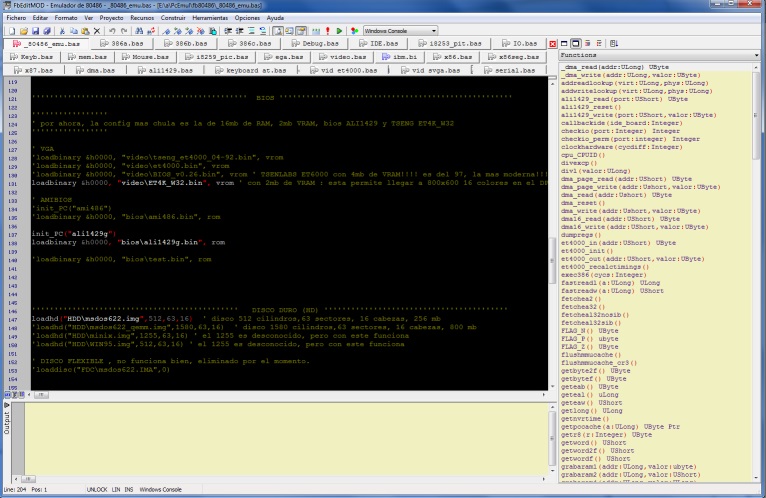 FbEditMOD - Emulador de 80486 - _80486_emu.bas - [E:\a\PcEmul\fb80486\_80486_emu.bas]
Fichero Editar Formato Ver Proyecto Recursos Construir Herramientas Opciones Ayuda
Windows Console
_80486_emu.bas 386a.bas 386b.bas 386c.bas Debug.bas IDE.bas i8253_pit.bas IO.bas
Keyb.bas mem.bas Mouse.bas i8259_pic.bas ega.bas video.bas ibm.bi x86.bas x86seg.bas
x87.bas dma.bas ali1429.bas keyboard at.bas vid et4000.bas vid svga.bas serial.bas
119
120
121 BIOS
122
123
124 ' por ahora, la config mas chula es la de 16mb de RAM, 2mb VRAM, bios ALI1429 y TSENG ET4K_W32
125
126
127 ' VGA
128 'loadbinary &h0000, "video\tseng_et4000_04-92.bin", vrom
129 'loadbinary &h0000, "video\et4000.bin", vrom
130 'loadbinary &h0000, "video\BIOS_v0.26.bin", vrom ' TSENLABS ET6000 con 4mb de VRAM!!!! es del 97, la mas moderna!!!
131 loadbinary &h0000, "video\ET4K_W32.bin", vrom ' con 2mb de VRAM : esta permite llegar a 800x600 16 colores en el
132
133 ' AMIBIOS
134 'init_PC("ami486")
135 'loadbinary &h0000, "bios\ami486.bin", rom
136
137 init_PC("ali1429g")
138 loadbinary &h0000, "bios\ali1429g.bin", rom
139
140 'loadbinary &h0000, "bios\test.bin", rom
141
142
143
144
145
146 DISCO DURO (HD)
147 loadhd("HDD\msdos622.img",512,63,16) ' disco 512 cilindros,63 sectores, 16 cabezas, 256 mb
148 'loadhd("HDD\msdos622_qemm.img",1580,63,16) ' disco 1580 cilindros,63 sectores, 16 cabezas, 800 mb
149 'loadhd("HDD\minix.img",1255,63,16) ' el 1255 es desconocido, pero con este funciona
150 'loadhd("HDD\WIN95.img",512,63,16) ' el 1255 es desconocido, pero con este funciona
151
152 ' DISCO FLEXIBLE , no funciona bien, eliminado por el momento.
153 'loaddisc("FDC\msdos622.IMA",0)
154
155
Functions
_dma_read(addr:ULong) UByte
_dma_write(addr:ULong,valor:UByte)
addreadlookup(virt:ULong,phys:ULong)
addwritelookup(virt:ULong,phys:ULong)
ali1429_read(port:UShort) UByte
ali1429_reset()
ali1429_write(port:UShort,valor:UByte)
callbackide(ide_board:Integer)
checkio(port:Integer) Integer
checkio_perm(port:integer) Integer
clockhardware(cycdiff:Integer)
cpu_CPUID()
divexcp()
divl(valor:ULong)
dma_page_read(addr:UShort) UByte
dma_page_write(addr:UShort,valor:UByte)
dma_read(addr:Ushort) UByte
dma_reset()
dma_write(addr:Ushort,valor:UByte)
dma16_read(addr:UShort) UByte
dma16_write(addr:UShort,valor:UByte)
dumpregs()
et4000_in(addr:UShort) UByte
et4000_init()
et4000_out(addr:UShort,valor:UByte)
et4000_recalctimings()
exec386(cycs:Integer)
fastreadl(a:ULong) ULong
fastreadw(a:ULong) UShort
fetchea2()
fetchea32()
fetcheal32nosib()
fetcheal32sib()
FLAG_N() UByte
FLAG_P() ubyte
FLAG_Z() UByte
flushmmucache()
flushmmucache_cr3()
getbyte2f() UByte
getbytef() UByte
geteab() UByte
geteal() uLong
geteaw() UShort
getlong() ULong
getnvrtime()
getpccache(a:ULong) UByte Ptr
getr8(r:Integer) UByte
getword() UShort
getword2f() UShort
getwordf() UShort
grabaram1(addr:ULong,valor:ubyte)
grabaram2(addr:ULong,valor:UShort)
Output
Line: 204 Pos: 1 UNLOCK LIN INS Windows Console